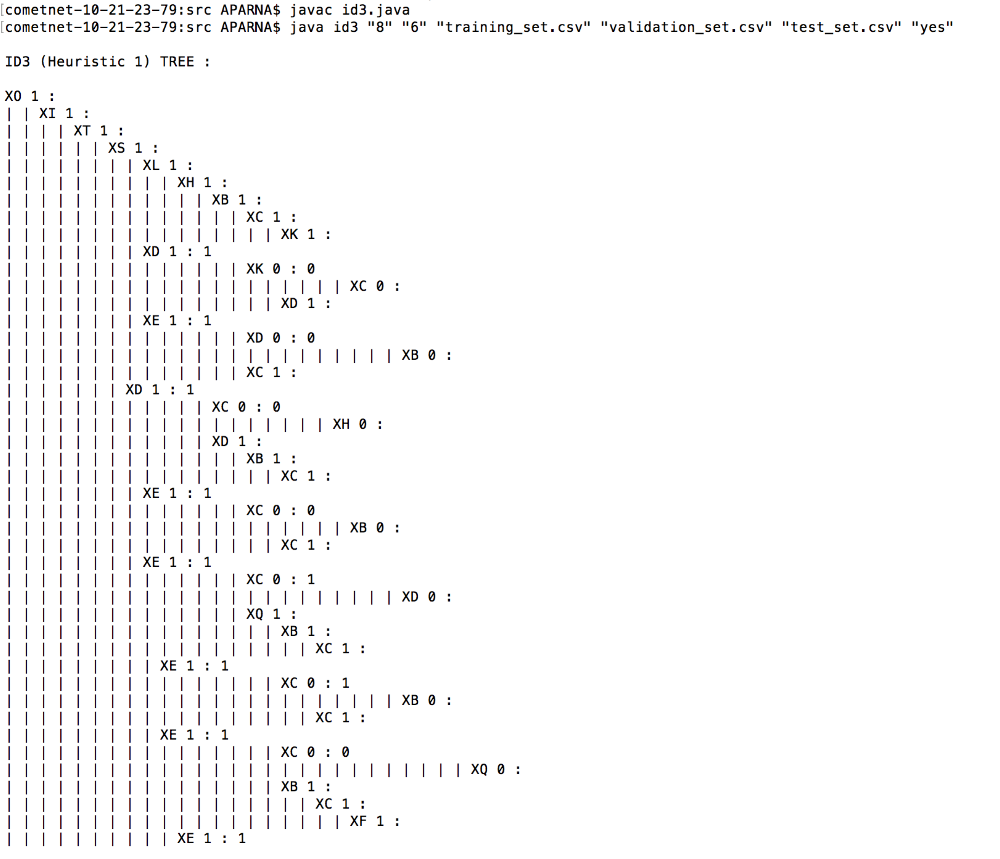 [cometnet-10-21-23-79:src APARNA$ javac id3.java
[cometnet-10-21-23-79:src APARNA$ java id3 "8" "6" "training_set.csv" "validation_set.csv" "test_set.csv" "yes"
ID3 (Heuristic 1) TREE :
XO 1 :
| | XI 1 :
| | | | XT 1 :
| | | | | | XS 1 :
| | | | | | | | XL 1 :
| | | | | | | | | | XH 1 :
| | | | | | | | | | | | XB 1 :
| | | | | | | | | | | | | | XC 1 :
| | | | | | | | | | | | | | | | XK 1 :
| | | | | | | | XD 1 : 1
| | | | | | | | | | | | | | XK 0 : 0
| | | | | | | | | | | | | | | | | | | | XC 0 :
| | | | | | | | | | | | | | | | XD 1 :
| | | | | | | | XE 1 : 1
| | | | | | | | | | | | | | XD 0 : 0
| | | | | | | | | | | | | | | | | | | | | | | XB 0 :
| | | | | | | | | | | | | | XC 1 :
| | | | | | | XD 1 : 1
| | | | | | | | | | | | XC 0 : 0
| | | | | | | | | | | | | | | | | | | XH 0 :
| | | | | | | | | | | | XD 1 :
| | | | | | | | | | | | | | XB 1 :
| | | | | | | | | | | | | | | | XC 1 :
| | | | | | | | XE 1 : 1
| | | | | | | | | | | | | | XC 0 : 0
| | | | | | | | | | | | | | | | | | | | XB 0 :
| | | | | | | | | | | | | | | | XC 1 :
| | | | | | | | XE 1 : 1
| | | | | | | | | | | | | | XC 0 : 1
| | | | | | | | | | | | | | | | | | | | | | | XD 0 :
| | | | | | | | | | | | | | XQ 1 :
| | | | | | | | | | | | | | | | XB 1 :
| | | | | | | | | | | | | | | | | | XC 1 :
| | | | | | | | | XE 1 : 1
| | | | | | | | | | | | | | | | XC 0 : 1
| | | | | | | | | | | | | | | | | | | | | | | XB 0 :
| | | | | | | | | | | | | | | | | | XC 1 :
| | | | | | | | | XE 1 : 1
| | | | | | | | | | | | | | | | XC 0 : 0
| | | | | | | | | | | | | | | | | | | | | | | | | | | XQ 0 :
| | | | | | | | | | | | | | | | XB 1 :
| | | | | | | | | | | | | | | | | | XC 1 :
| | | | | | | | | | | | | | | | | | | | XF 1 :
| | | | | | | | | | XE 1 : 1